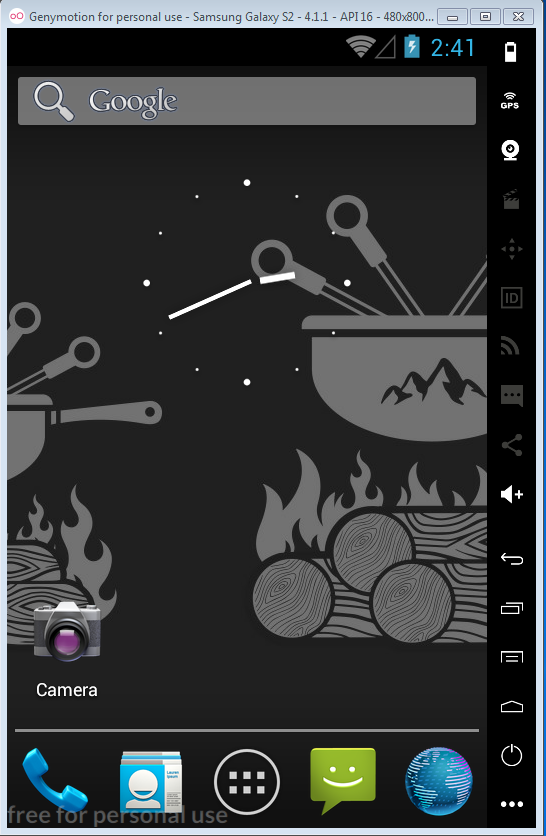 Genymotion for personal use - Samsung Galaxy S2 - 4.1.1 - API 16 - 480x800...
2:41
Google
GPS
ID
Camera
free for personal use